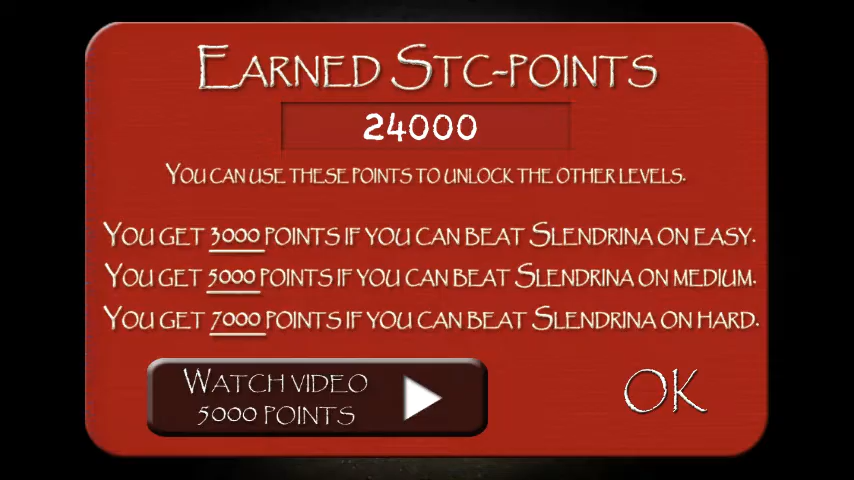 Earned Stc-points
24000
You can use these points to unlock the other levels.
You get 3000 points if you can beat Slendrina on easy.
You get 5000 points if you can beat Slendrina on medium.
You get 7000 points if you can beat Slendrina on hard.
Watch video
5000 points
OK